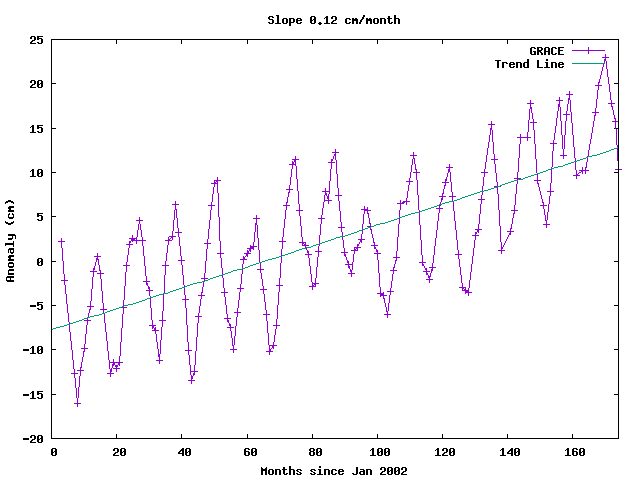 Slope 0.12 cm/month
GRACE
Trend Line
Anomaly (cm)
25
20
15
10
5
0
-5
-10
-15
-20
0 20 40 60 80 100 120 140 160
Months since Jan 2002